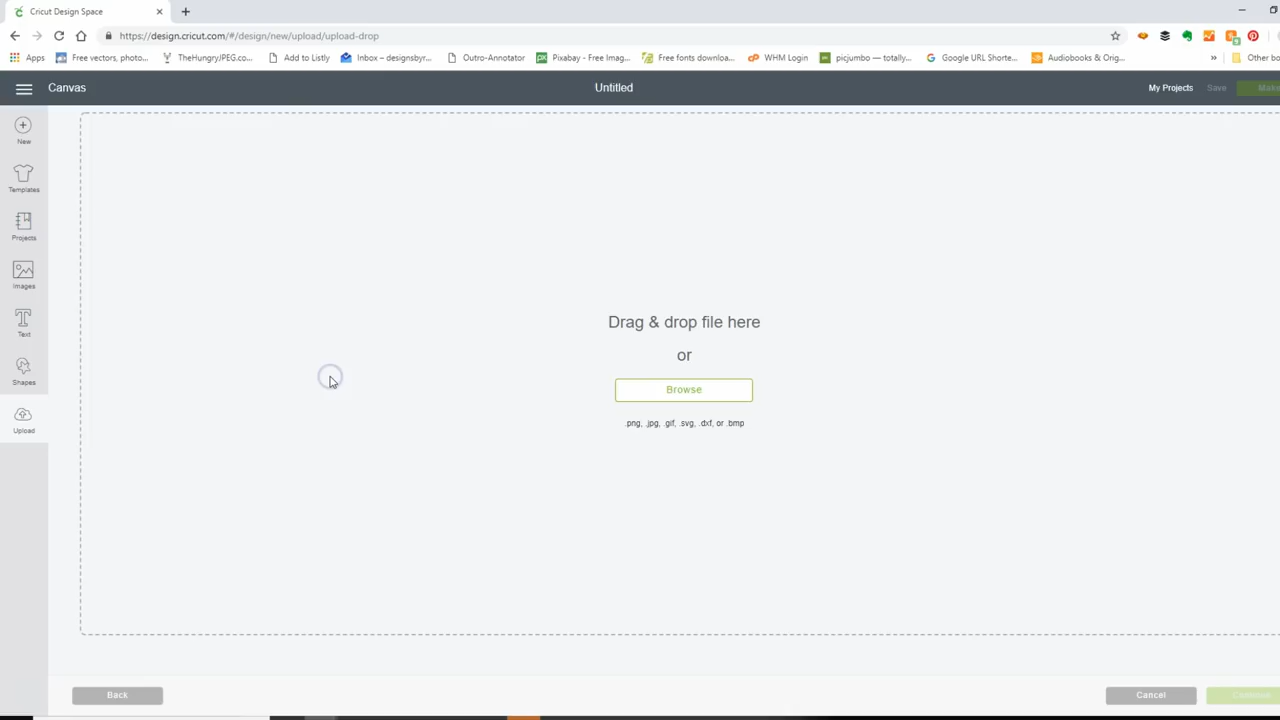 Cricut Design Space
https://design.cricut.com/#/design/new/upload/upload-drop
Apps Free vectors, photo... TheHungryJPEG.co... Add to Listly Inbox – designsbyr... Outro-Annotator Pixabay - Free Imag... Free fonts downloa... WHM Login picjumbo — totally... Google URL Shorte... Audiobooks & Orig... » Other bo
Canvas Untitled My Projects Save Make
New
Templates
Projects
Images
Text
Shapes
Upload
Drag & drop file here
or
Browse
.png, .jpg, .gif, .svg, .dxf, or .bmp
Back Cancel Continue